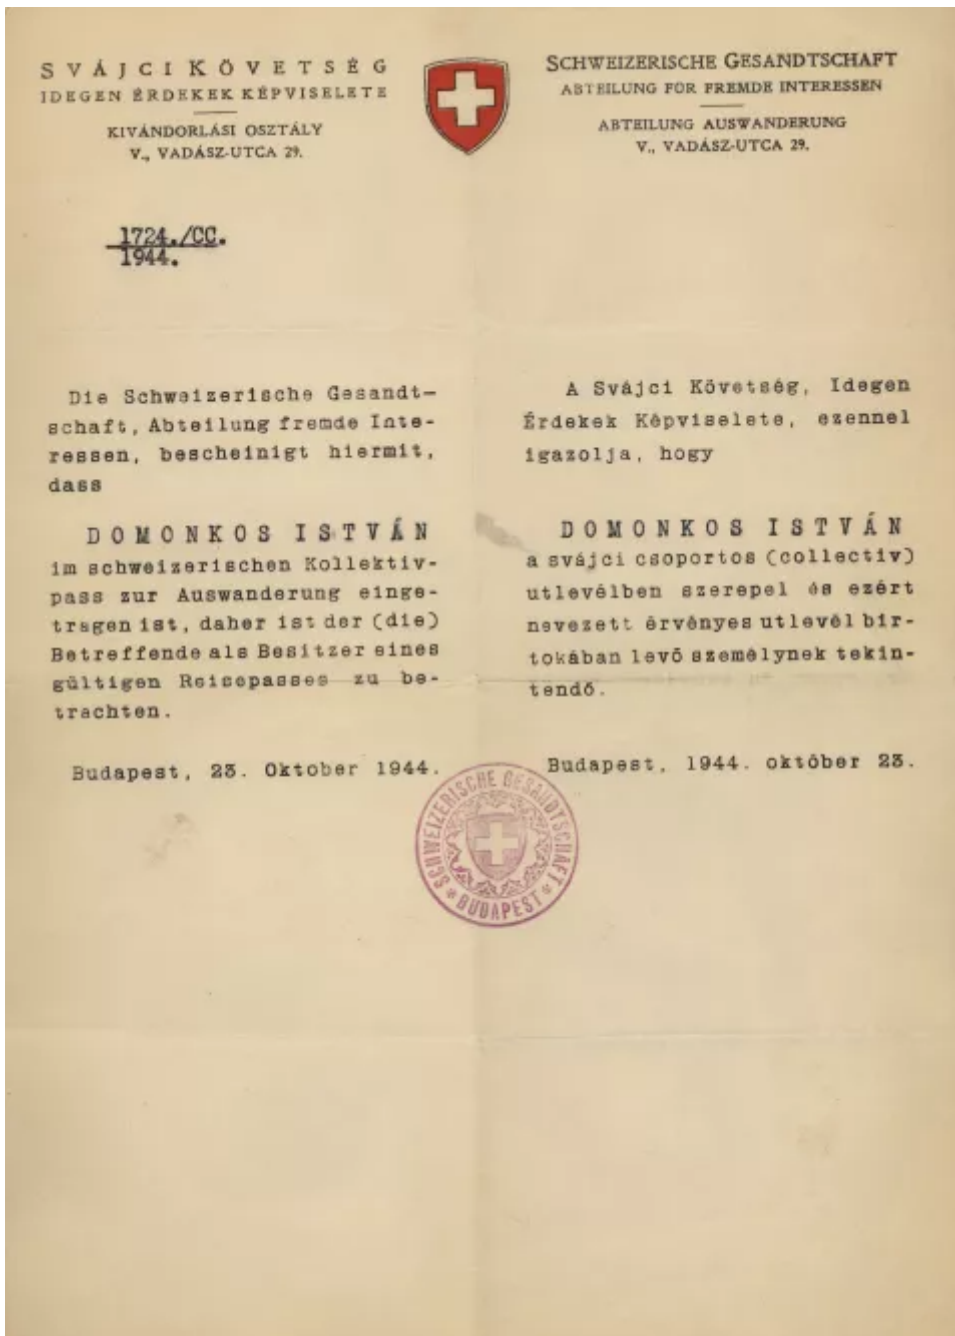 SVÁJCI KÖVETSÉG
IDEGEN ÉRDEKEK KÉPVISELETE
KIVÁNDORLÁSI OSZTÁLY
V., VADÁSZ-UTCA 29.
SCHWEIZERISCHE GESANDTSCHAFT
ABTEILUNG FÜR FREMDE INTERESSEN
ABTEILUNG AUSWANDERUNG
V., VADÁSZ-UTCA 29.
1724./CC.
1944.
Die Schweizerische Gesandt-
schaft, Abteilung fremde Inte-
ressen, bescheinigt hiermit,
dass
DOMONKOS ISTVÁN
im schweizerischen Kollektiv-
pass zur Auswanderung einge-
tragen ist, daher ist der (die)
Betreffende als Besitzer eines
gültigen Reisepasses zu be-
trachten.
Budapest, 23. Oktober 1944.
A Svájci Követség, Idegen
Érdekek Képviselete, ezennel
igazolja, hogy
DOMONKOS ISTVÁN
a svájci csoportos (collectiv)
utlevélben szerepel és ezért
nevezett érvényes utlevél bir-
tokában levő személynek tekin-
tendő.
Budapest, 1944. október 23.
SCHWEIZERISCHE GESANDTSCHAFT
* BUDAPEST *